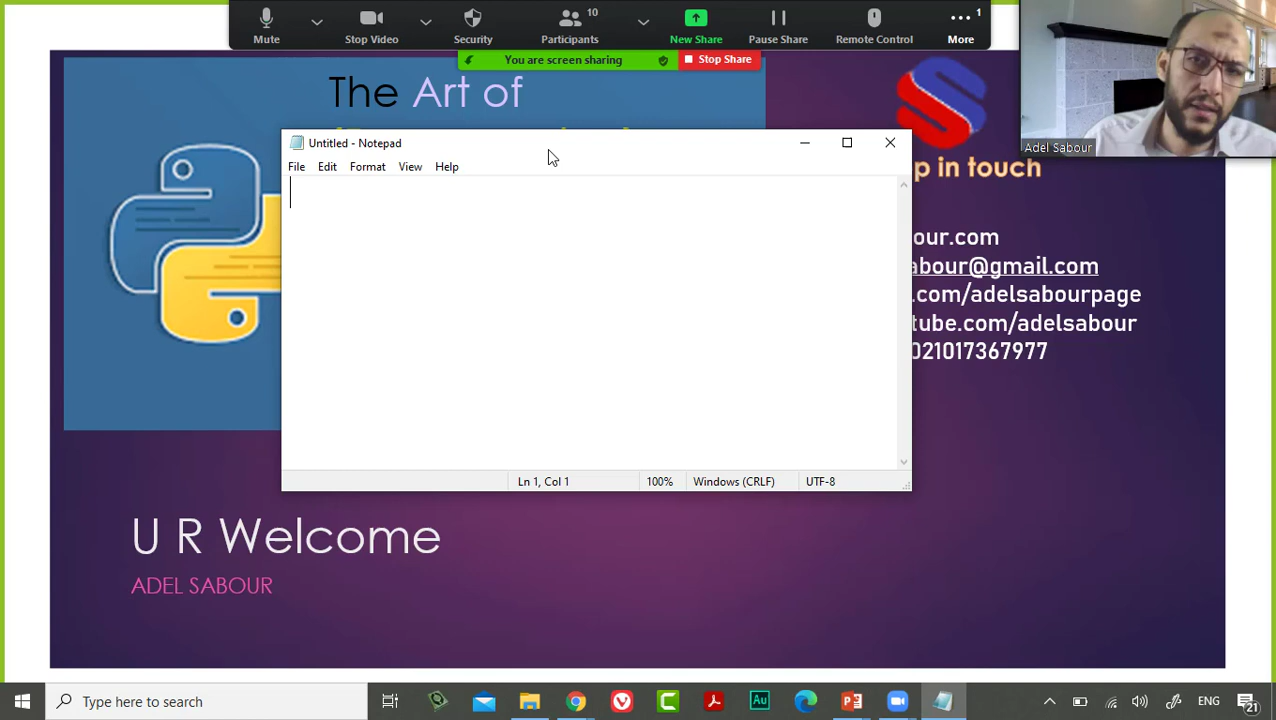 10
1
Mute
Stop Video
Security
Participants
New Share
Pause Share
Remote Control
More
You are screen sharing
Stop Share
The Art of
Adel Sabour
Untitled - Notepad
File Edit Format View Help
p in touch
our.com
abour@gmail.com
.com/adelsabourpage
tube.com/adelsabour
021017367977
Ln 1, Col 1
100%
Windows (CRLF)
UTF-8
U R Welcome
ADEL SABOUR
Type here to search
ENG
21